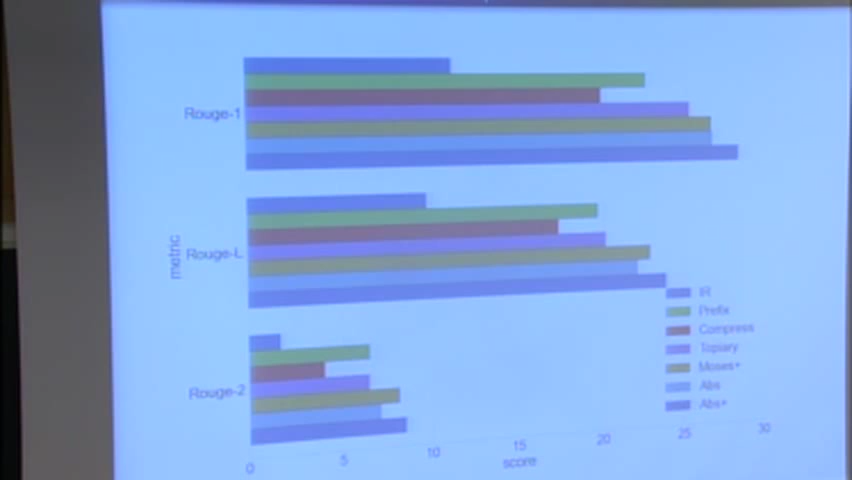 Rouge-1
Rouge-L
metric
Rouge-2
IR
Prefix
Compress
Topiary
Moses+
Abs
Abs+
0 5 10 15 20 25 30
score